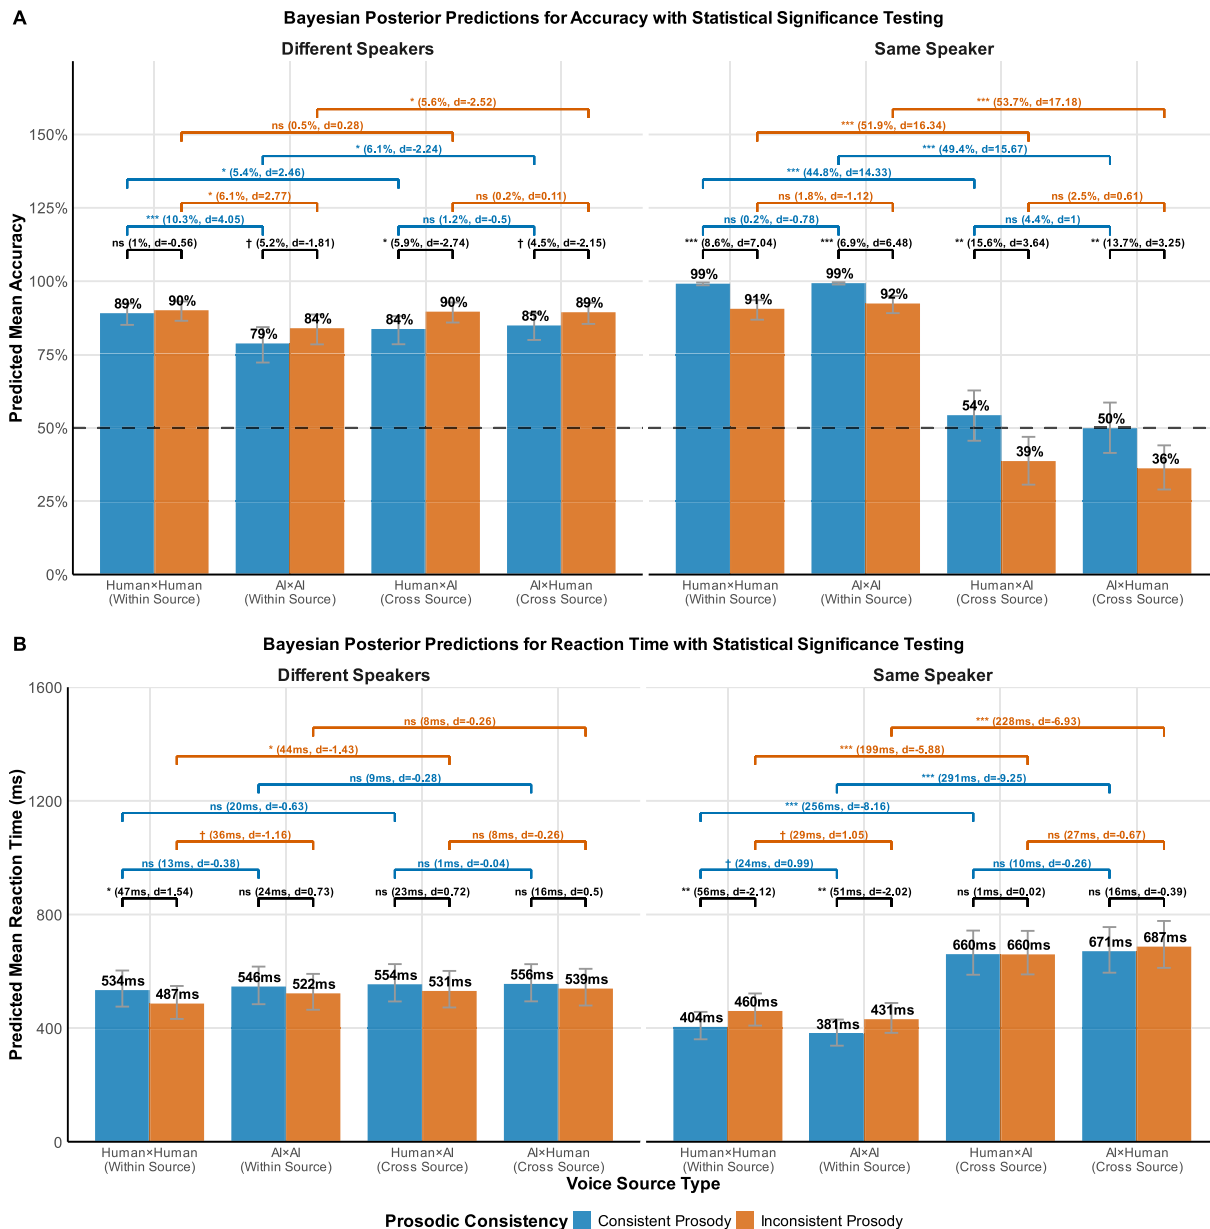 A
Bayesian Posterior Predictions for Accuracy with Statistical Significance Testing
Different Speakers
Same Speaker
Predicted Mean Accuracy
150%
125%
100%
75%
50%
25%
0%
* (5.6%, d=-2.52)
ns (0.5%, d=0.28)
* (6.1%, d=-2.24)
* (5.4%, d=2.46)
* (6.1%, d=2.77)
ns (0.2%, d=0.11)
*** (10.3%, d=4.05)
ns (1.2%, d=-0.5)
ns (1%, d=-0.56)
† (5.2%, d=-1.81)
* (5.9%, d=-2.74)
† (4.5%, d=-2.15)
89%
90%
79%
84%
84%
90%
85%
89%
*** (53.7%, d=17.18)
*** (51.9%, d=16.34)
*** (49.4%, d=15.67)
*** (44.8%, d=14.33)
ns (1.8%, d=-1.12)
ns (2.5%, d=0.61)
ns (0.2%, d=-0.78)
ns (4.4%, d=1)
*** (8.6%, d=7.04)
*** (6.9%, d=6.48)
** (15.6%, d=3.64)
** (13.7%, d=3.25)
99%
91%
99%
92%
54%
39%
50%
36%
Human×Human
(Within Source)
AI×AI
(Within Source)
Human×AI
(Cross Source)
AI×Human
(Cross Source)
Human×Human
(Within Source)
AI×AI
(Within Source)
Human×AI
(Cross Source)
AI×Human
(Cross Source)
B
Bayesian Posterior Predictions for Reaction Time with Statistical Significance Testing
Different Speakers
Same Speaker
Predicted Mean Reaction Time (ms)
1600
1200
800
400
0
ns (8ms, d=-0.26)
* (44ms, d=-1.43)
ns (9ms, d=-0.28)
ns (20ms, d=-0.63)
† (36ms, d=-1.16)
ns (8ms, d=-0.26)
ns (13ms, d=-0.38)
ns (1ms, d=-0.04)
* (47ms, d=1.54)
ns (24ms, d=0.73)
ns (23ms, d=0.72)
ns (16ms, d=0.5)
534ms
487ms
546ms
522ms
554ms
531ms
556ms
539ms
*** (228ms, d=-6.93)
*** (199ms, d=-5.88)
*** (291ms, d=-9.25)
*** (256ms, d=-8.16)
† (29ms, d=1.05)
ns (27ms, d=-0.67)
† (24ms, d=0.99)
ns (10ms, d=-0.26)
** (56ms, d=-2.12)
** (51ms, d=-2.02)
ns (1ms, d=0.02)
ns (16ms, d=-0.39)
404ms
460ms
381ms
431ms
660ms
660ms
671ms
687ms
Human×Human
(Within Source)
AI×AI
(Within Source)
Human×AI
(Cross Source)
AI×Human
(Cross Source)
Human×Human
(Within Source)
AI×AI
(Within Source)
Human×AI
(Cross Source)
AI×Human
(Cross Source)
Voice Source Type
Prosodic Consistency
Consistent Prosody
Inconsistent Prosody